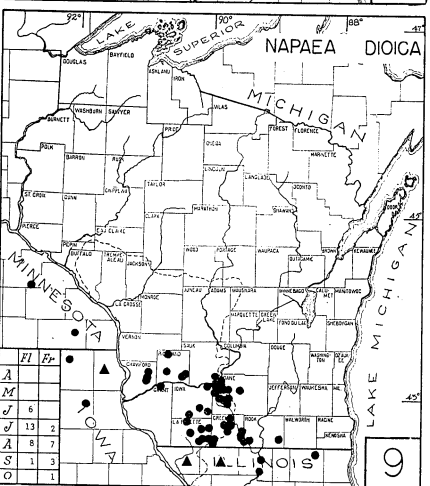 92°
90°
88°
LAKE SUPERIOR
NAPAEA DIOICA
47°
DOUGLAS
BAYFIELD
ASHLAND
IRON
MICHIGAN
VILAS
BURNETT
WASHBURN
SAWYER
PRICE
ONEIDA
FOREST
FLORENCE
MARINETTE
POLK
BARRON
RUSK
LINCOLN
LANGLADE
OCONTO
DOOR
TAYLOR
CHIPPEWA
ST. CROIX
DUNN
MARATHON
SHAWANO
45°
PIERCE
EAU CLAIRE
CLARK
PEPIN
BUFFALO
TREMPEALEAU
JACKSON
WOOD
PORTAGE
WAUPACA
OUTAGAMIE
BROWN
KEWAUNEE
MINNESOTA
MONROE
LA CROSSE
JUNEAU
ADAMS
WAUSHARA
WINNEBAGO
CALUMET
MANITOWOC
MARQUETTE
GREEN LAKE
FOND DU LAC
SHEBOYGAN
LAKE MICHIGAN
VERNON
SAUK
COLUMBIA
DODGE
WASHINGTON
OZAUKEE
CRAWFORD
GRANT
IOWA
DANE
JEFFERSON
WAUKESHA
MIL.
LAFAYETTE
GREEN
ROCK
WALWORTH
RACINE
KENOSHA
45°
IOWA
ILLINOIS
Fl Fr
A
M
J 6
J 13 2
A 8 7
S 1 3
O 1
9